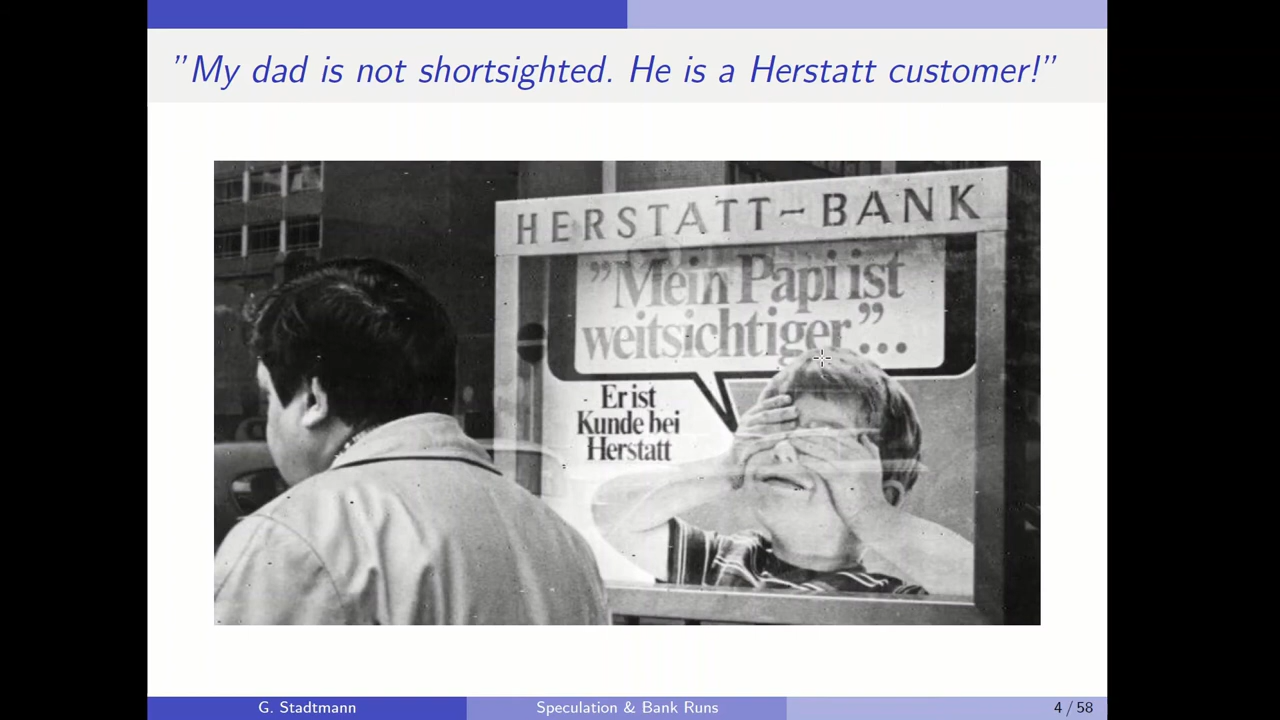 "My dad is not shortsighted. He is a Herstatt customer!"
HERSTATT-BANK
"Mein Papi ist
weitsichtiger"...
Er ist
Kunde bei
Herstatt
G. Stadtmann
Speculation & Bank Runs
4 / 58